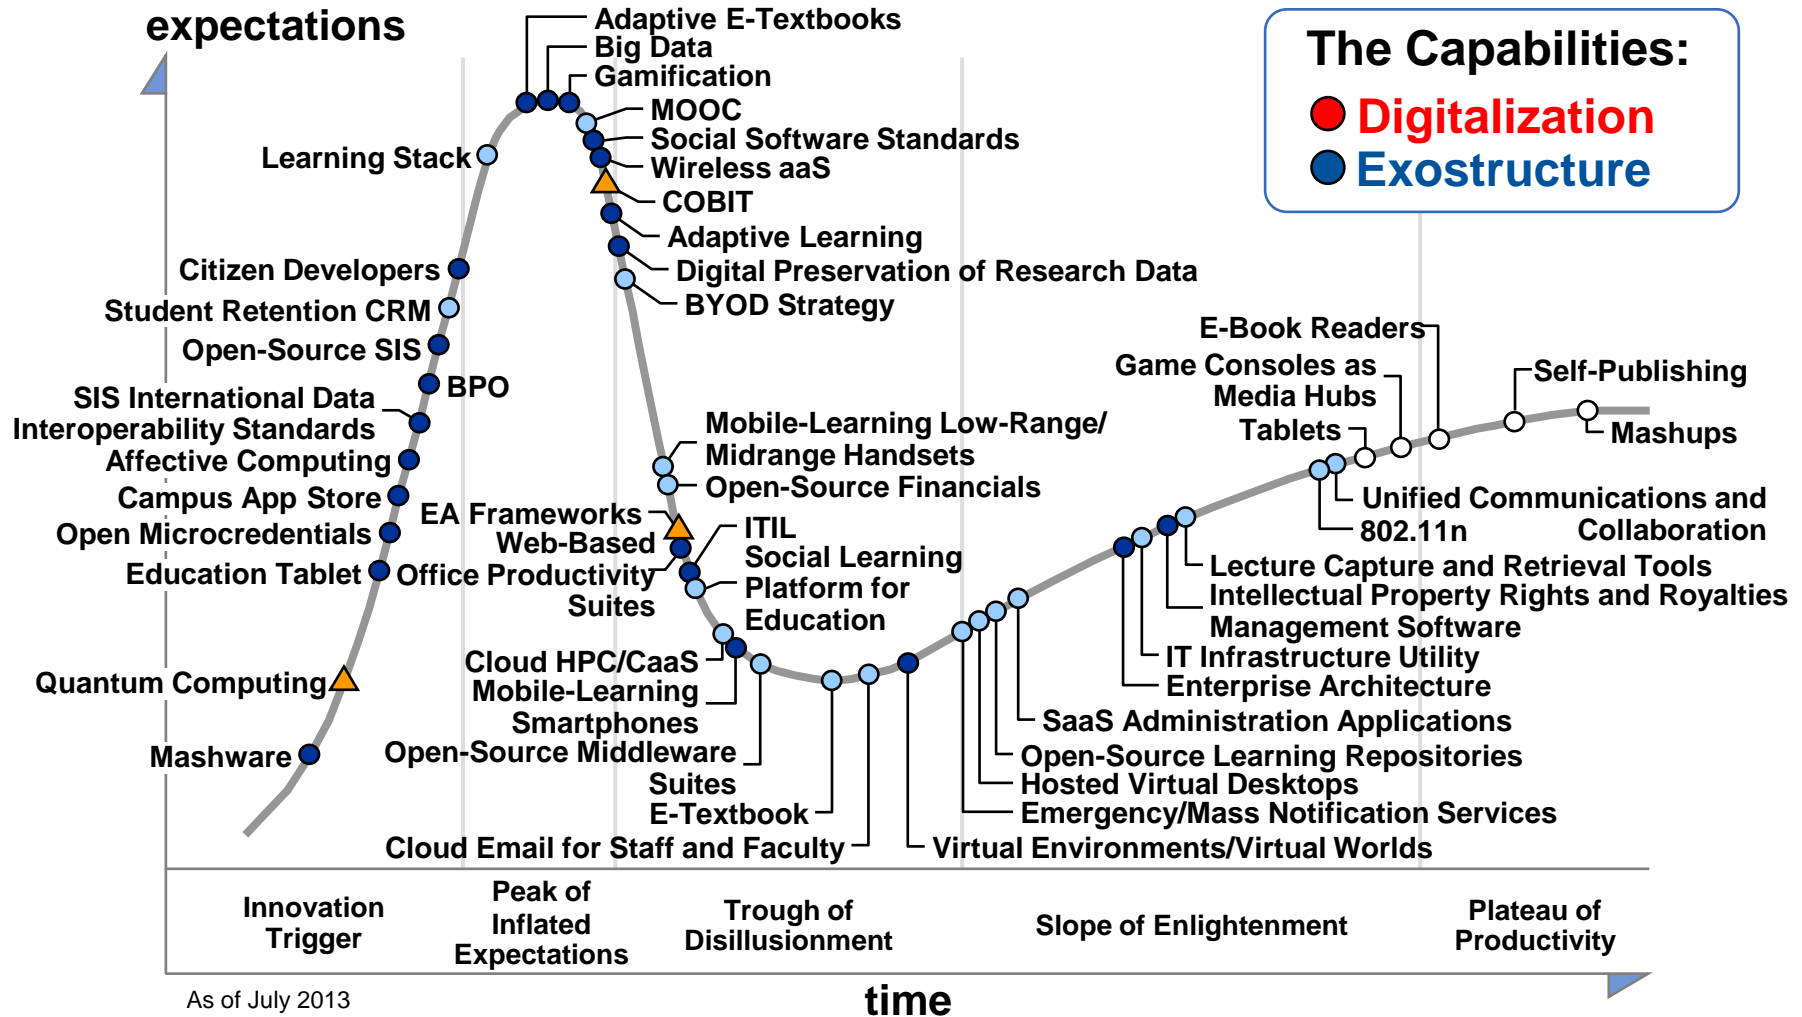 expectations
Adaptive E-Textbooks
Big Data
Gamification
MOOC
Social Software Standards
Wireless aaS
COBIT
Adaptive Learning
Digital Preservation of Research Data
BYOD Strategy
The Capabilities:
Digitalization
Exostructure
Learning Stack
Citizen Developers
Student Retention CRM
Open-Source SIS
BPO
SIS International Data
Interoperability Standards
Affective Computing
Campus App Store
Open Microcredentials
Education Tablet
Quantum Computing
Mashware
Mobile-Learning Low-Range/
Midrange Handsets
Open-Source Financials
EA Frameworks
Web-Based
Office Productivity
Suites
ITIL
Social Learning
Platform for
Education
Cloud HPC/CaaS
Mobile-Learning
Smartphones
Open-Source Middleware
Suites
E-Textbook
Cloud Email for Staff and Faculty
Virtual Environments/Virtual Worlds
Emergency/Mass Notification Services
Hosted Virtual Desktops
Open-Source Learning Repositories
SaaS Administration Applications
Enterprise Architecture
IT Infrastructure Utility
Intellectual Property Rights and Royalties
Management Software
Lecture Capture and Retrieval Tools
802.11n
Unified Communications and
Collaboration
Tablets
Game Consoles as
Media Hubs
E-Book Readers
Self-Publishing
Mashups
Innovation
Trigger
Peak of
Inflated
Expectations
Trough of
Disillusionment
Slope of Enlightenment
Plateau of
Productivity
As of July 2013
time